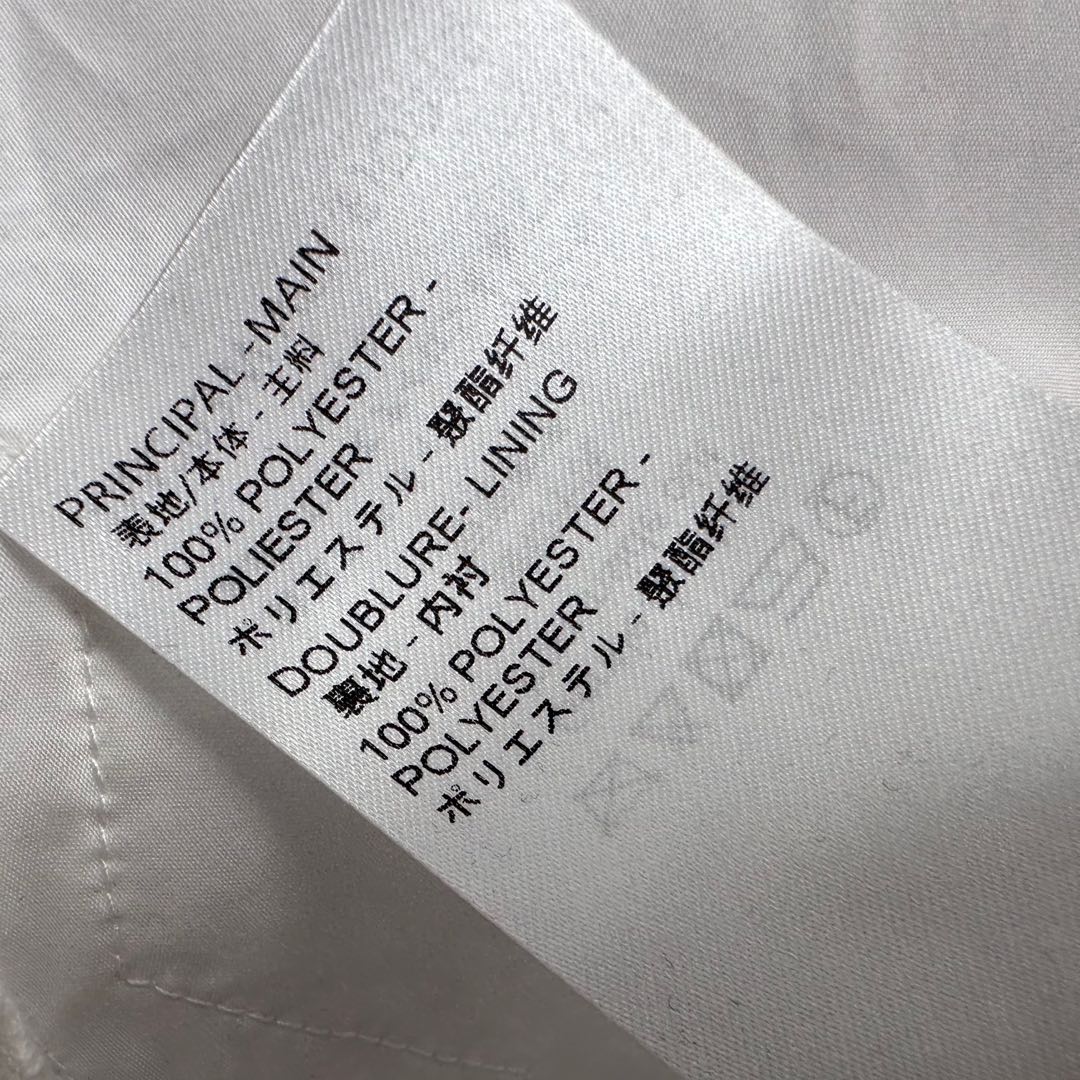 PRINCIPAL -MAIN
表地/本体 - 主料
100% POLYESTER -
POLIESTER
ポリエステル - 聚酯纤维
DOUBLURE- LINING
裏地 - 内衬
100% POLYESTER -
POLYESTER
ポリエステル - 聚酯纤维